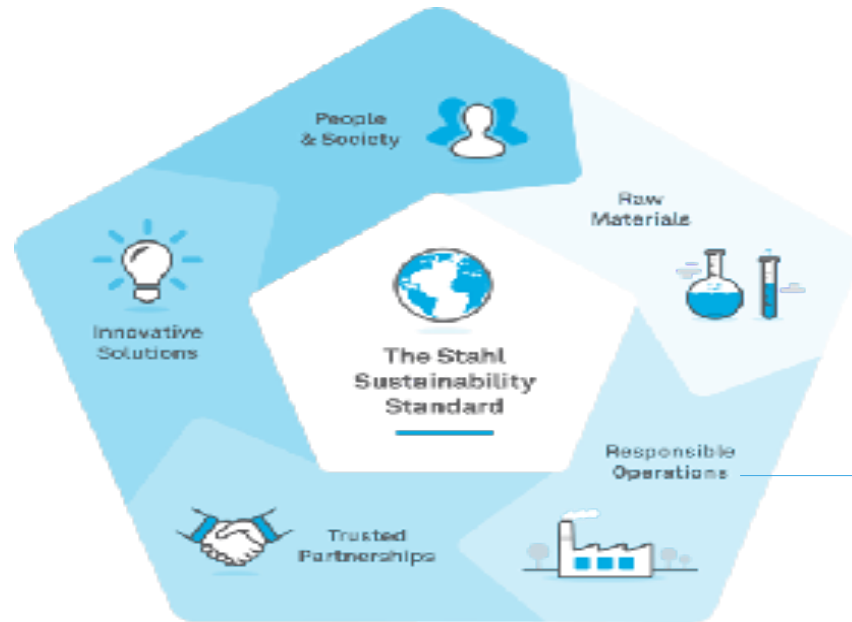 People
& Society
Raw
Materials
Innovative
Solutions
The Stahl
Sustainability
Standard
Responsible
Operations
Trusted
Partnerships